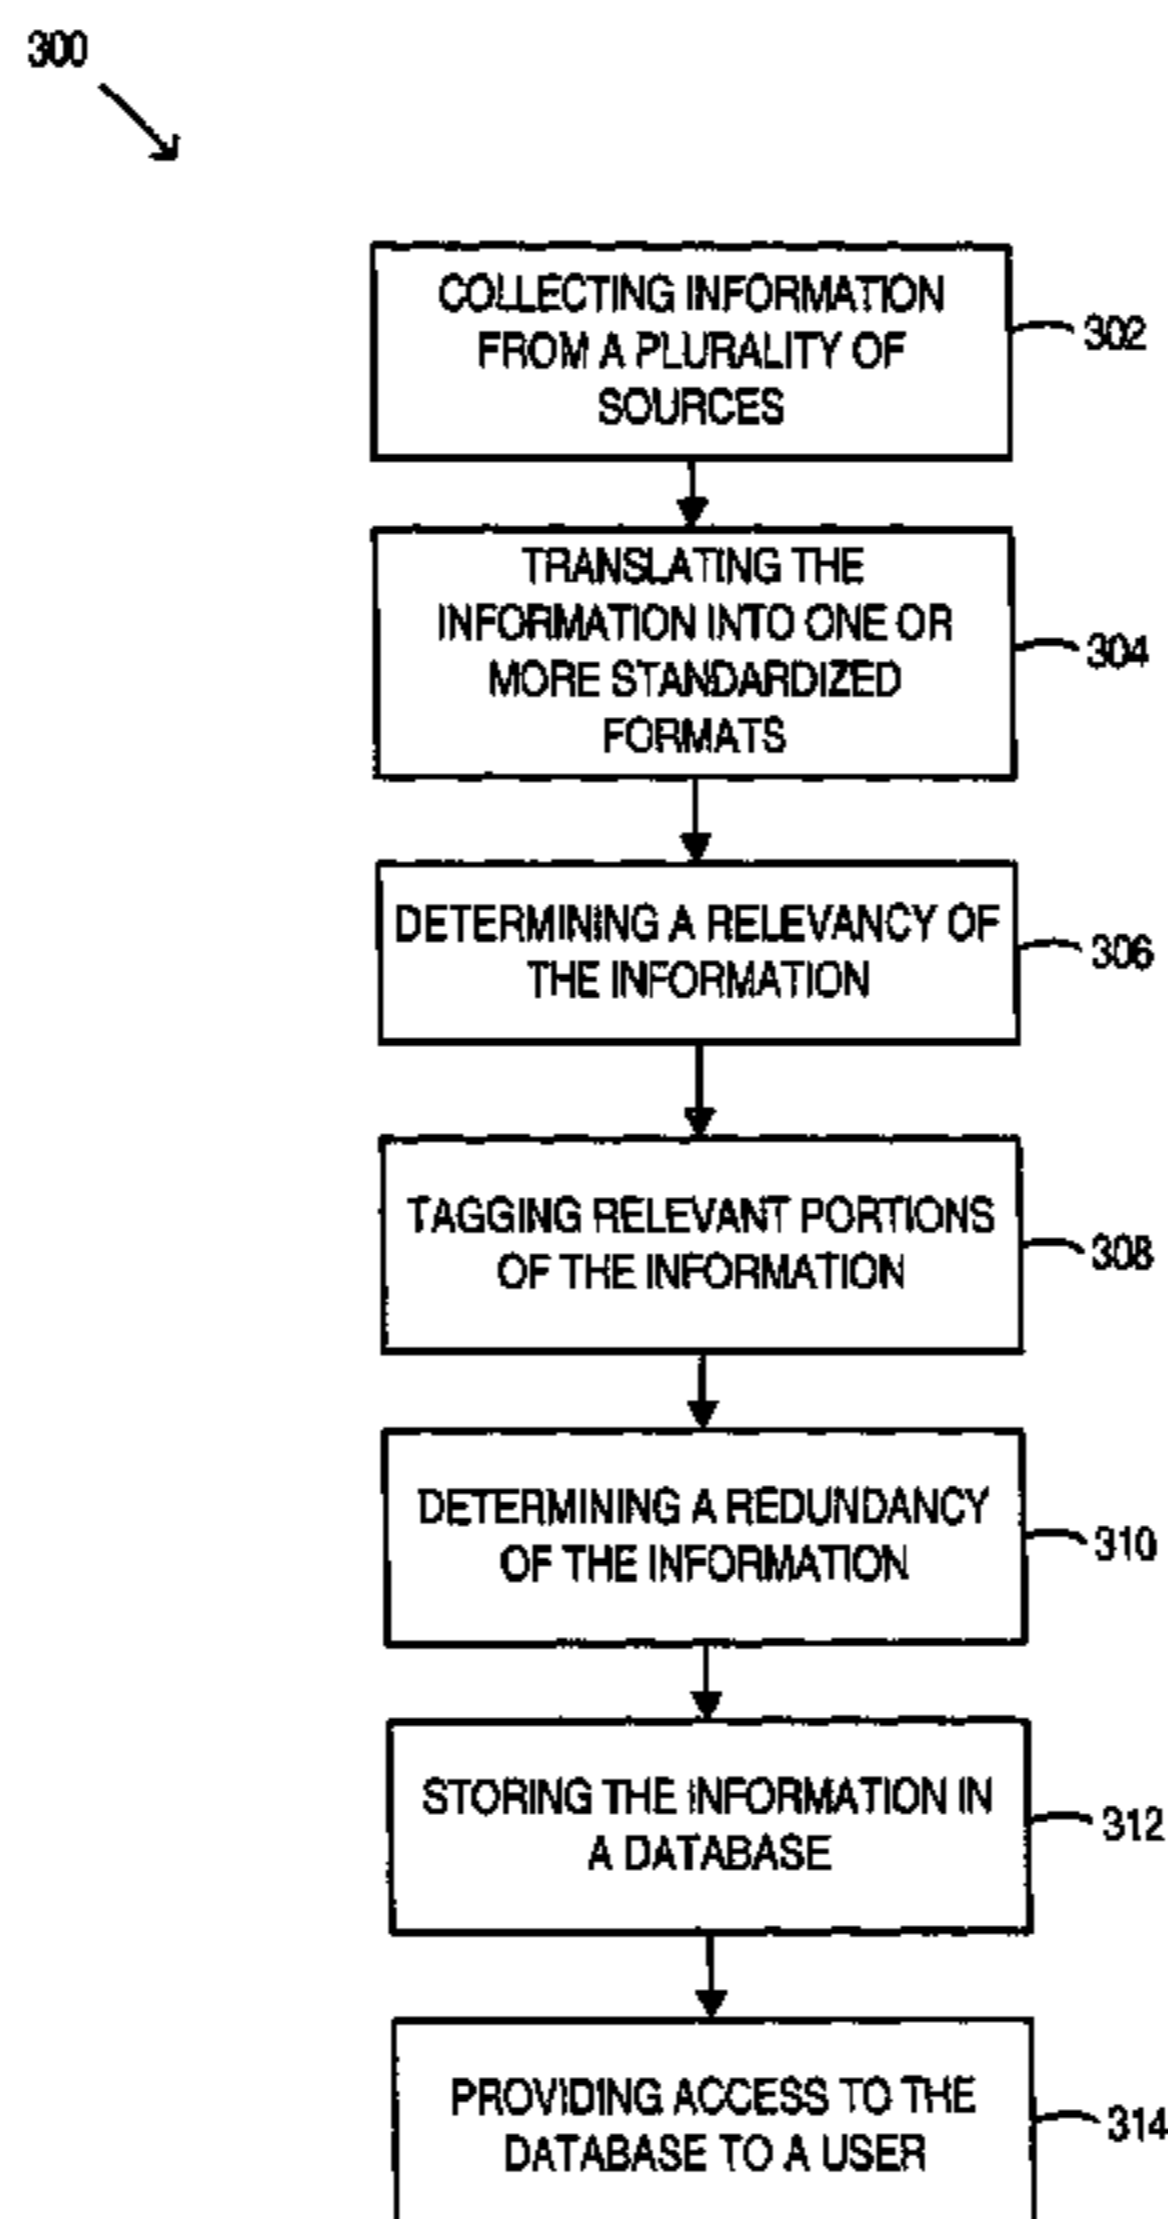 300
COLLECTING INFORMATION
FROM A PLURALITY OF
SOURCES
302
TRANSLATING THE
INFORMATION INTO ONE OR
MORE STANDARDIZED
FORMATS
304
DETERMINING A RELEVANCY OF
THE INFORMATION
306
TAGGING RELEVANT PORTIONS
OF THE INFORMATION
308
DETERMINING A REDUNDANCY
OF THE INFORMATION
310
STORING THE INFORMATION IN
A DATABASE
312
PROVIDING ACCESS TO THE
DATABASE TO A USER
314